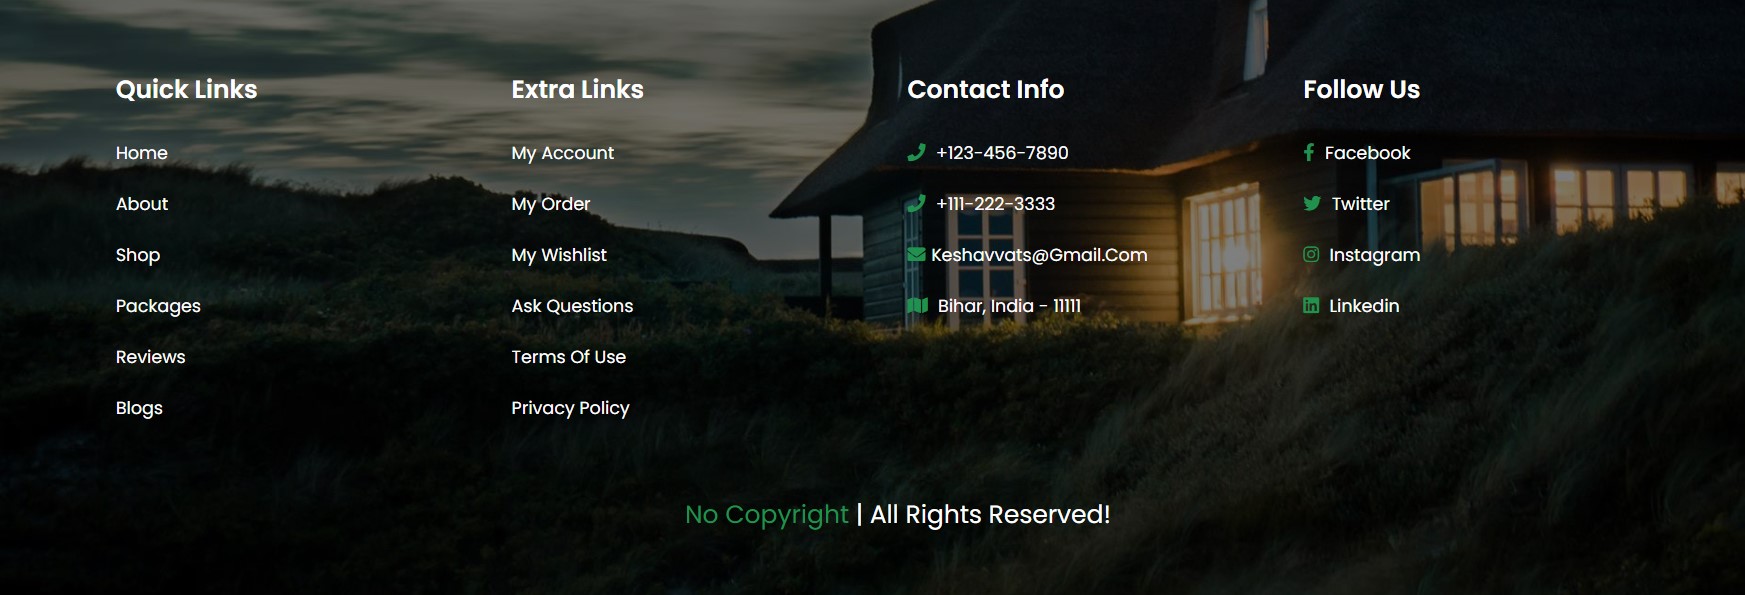 Quick Links
Home
About
Shop
Packages
Reviews
Blogs
Extra Links
My Account
My Order
My Wishlist
Ask Questions
Terms Of Use
Privacy Policy
Contact Info
+123-456-7890
+111-222-3333
Keshavvats@Gmail.Com
Bihar, India - 11111
Follow Us
Facebook
Twitter
Instagram
Linkedin
No Copyright | All Rights Reserved!